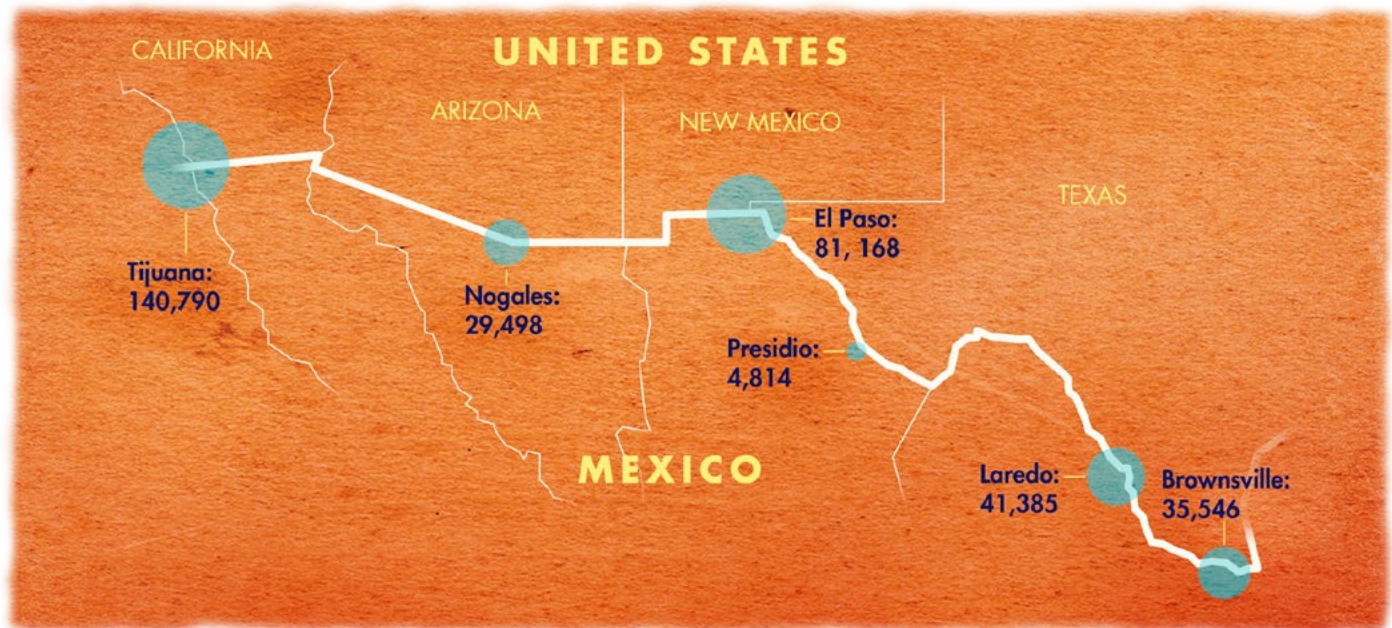 CALIFORNIA
UNITED STATES
ARIZONA
NEW MEXICO
TEXAS
Tijuana:
140,790
Nogales:
29,498
El Paso:
81, 168
Presidio:
4,814
MEXICO
Laredo:
41,385
Brownsville:
35,546